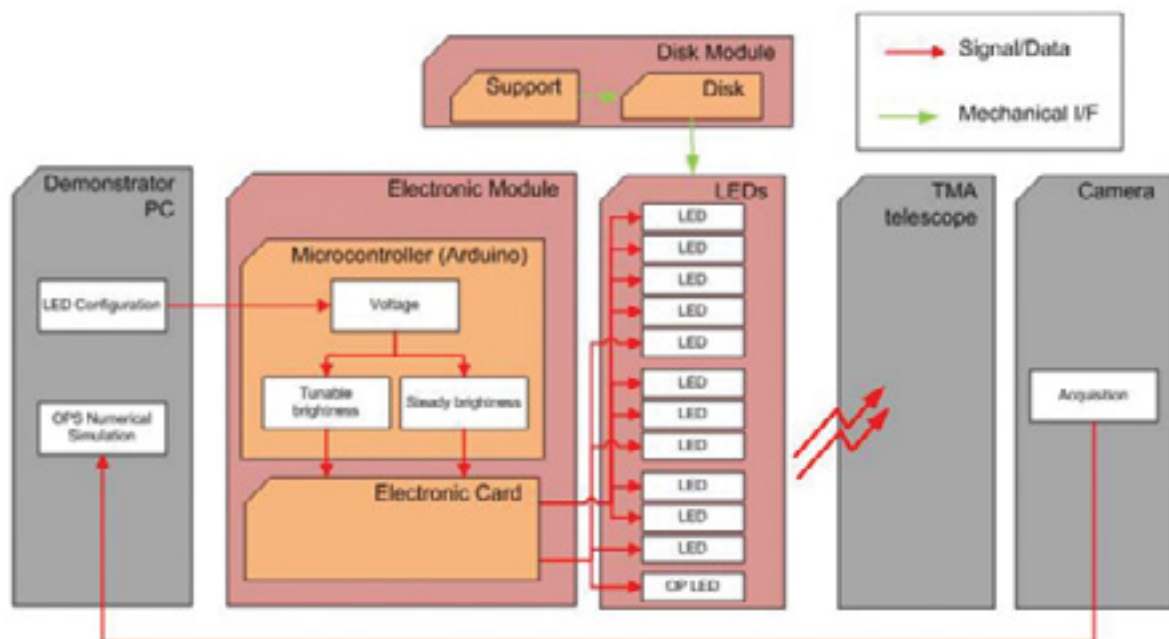 Disk Module
Support
Disk
Signal/Data
Mechanical I/F
Demonstrator
PC
LED Configuration
OPS Numerical
Simulation
Electronic Module
Microcontroller (Arduino)
Voltage
Tunable
brightness
Steady brightness
Electronic Card
LEDs
LED
LED
LED
LED
LED
LED
LED
LED
LED
LED
LED
OP LED
TMA
telescope
Camera
Acquisition